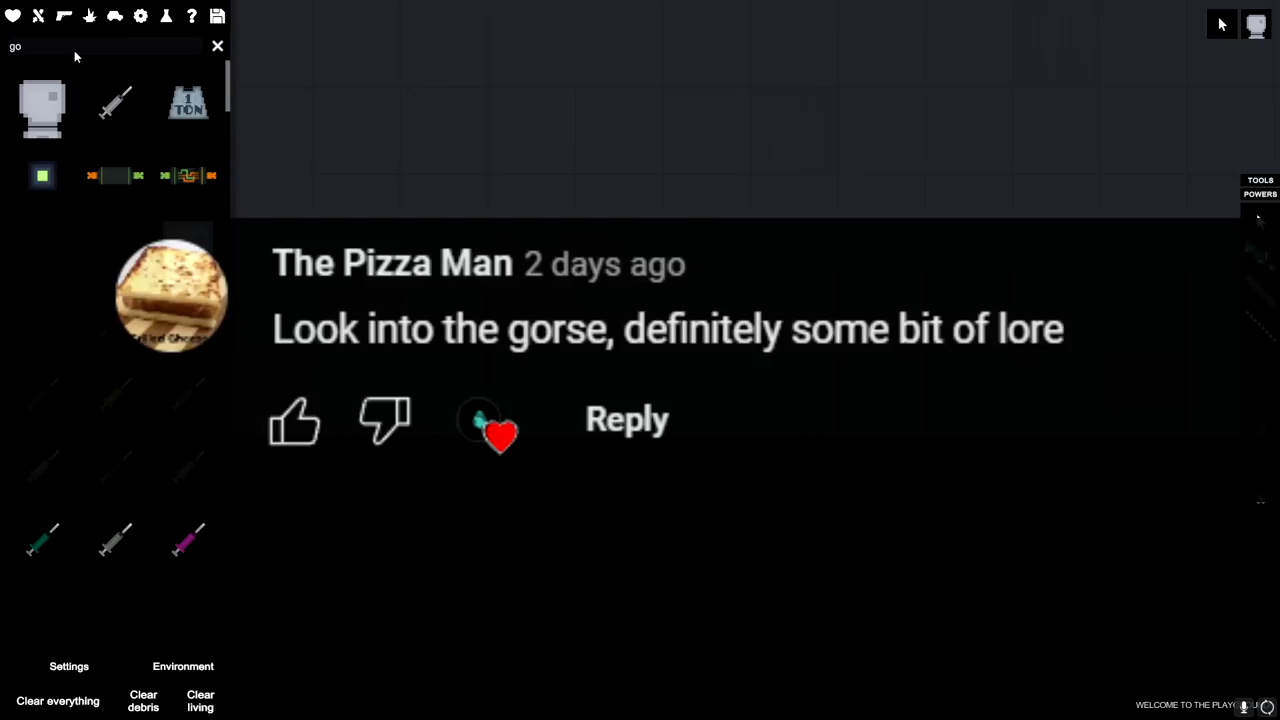 go
1
TON
The Pizza Man 2 days ago
Look into the gorse, definitely some bit of lore
Reply
TOOLS
POWERS
Settings
Environment
Clear everything
Clear debris
Clear living
WELCOME TO THE